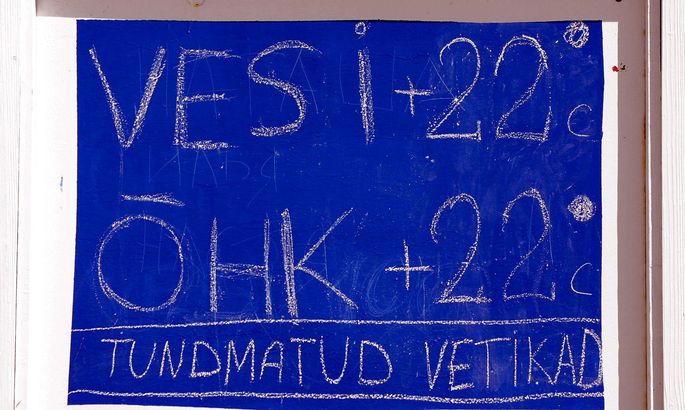 VESI +22°C
ÕHK +22°C
TUNDMATUD VETIKAD